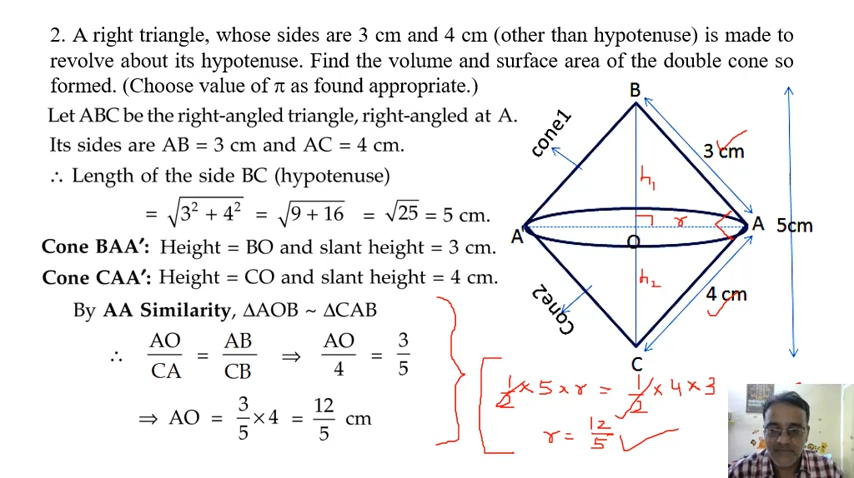 2. A right triangle, whose sides are 3 cm and 4 cm (other than hypotenuse) is made to
revolve about its hypotenuse. Find the volume and surface area of the double cone so
formed. (Choose value of π as found appropriate.)
Let ABC be the right-angled triangle, right-angled at A.
Its sides are AB = 3 cm and AC = 4 cm.
∴ Length of the side BC (hypotenuse)
= √(3² + 4²) = √(9 + 16) = √25 = 5 cm.
Cone BAA′: Height = BO and slant height = 3 cm.
Cone CAA′: Height = CO and slant height = 4 cm.
By AA Similarity, ΔAOB ~ ΔCAB
∴ AO/CA = AB/CB ⇒ AO/4 = 3/5
⇒ AO = 3/5 × 4 = 12/5 cm
B
cone1
3 cm
h₁
A'
r
A
5cm
O
h₂
Cone2
4 cm
C
1/2 × 5 × r = 1/2 × 4 × 3
r = 12/5